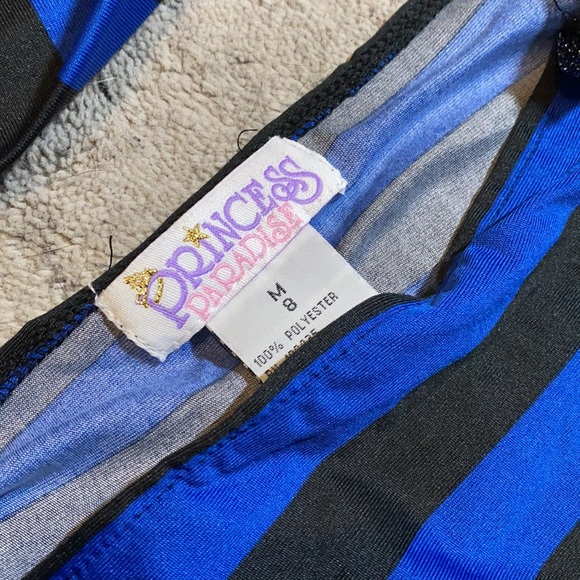 PRINCESS
PARADISE
M
8
100% POLYESTER